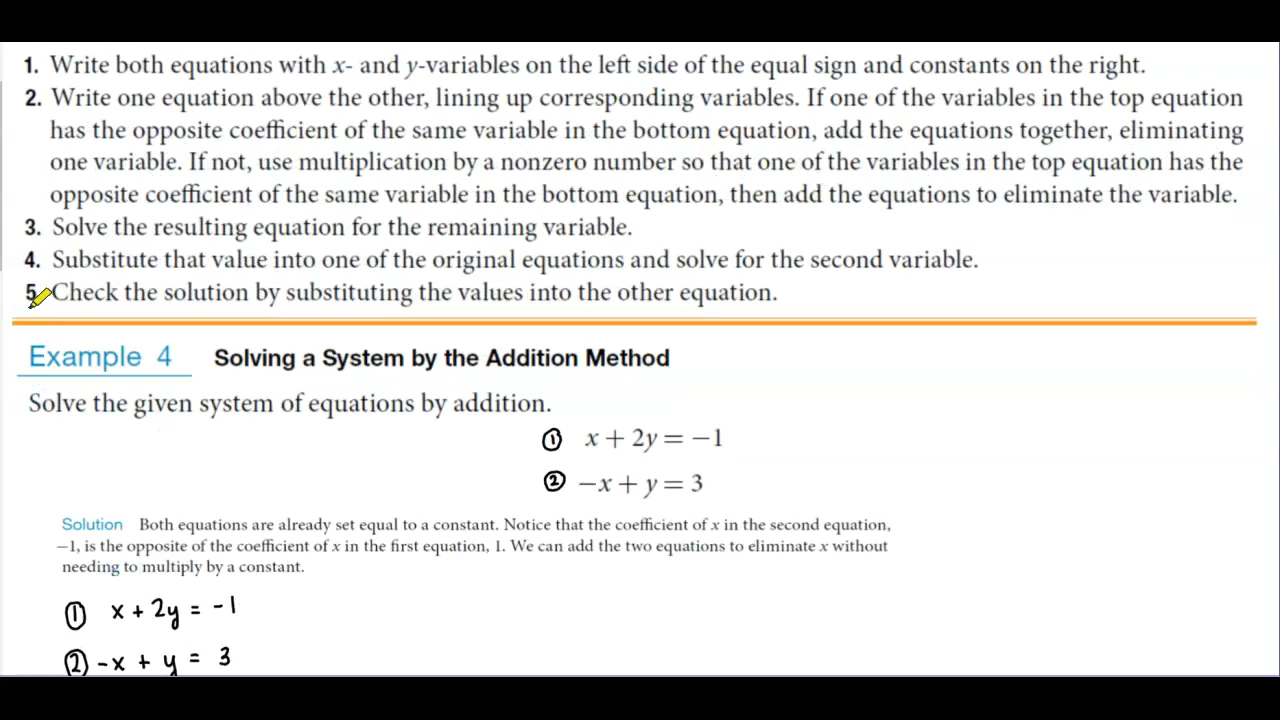 1. Write both equations with x- and y-variables on the left side of the equal sign and constants on the right.
2. Write one equation above the other, lining up corresponding variables. If one of the variables in the top equation
has the opposite coefficient of the same variable in the bottom equation, add the equations together, eliminating
one variable. If not, use multiplication by a nonzero number so that one of the variables in the top equation has the
opposite coefficient of the same variable in the bottom equation, then add the equations to eliminate the variable.
3. Solve the resulting equation for the remaining variable.
4. Substitute that value into one of the original equations and solve for the second variable.
5. Check the solution by substituting the values into the other equation.
Example 4 Solving a System by the Addition Method
Solve the given system of equations by addition.
① x + 2y = −1
② −x + y = 3
Solution Both equations are already set equal to a constant. Notice that the coefficient of x in the second equation,
−1, is the opposite of the coefficient of x in the first equation, 1. We can add the two equations to eliminate x without
needing to multiply by a constant.
① x + 2y = -1
② -x + y = 3